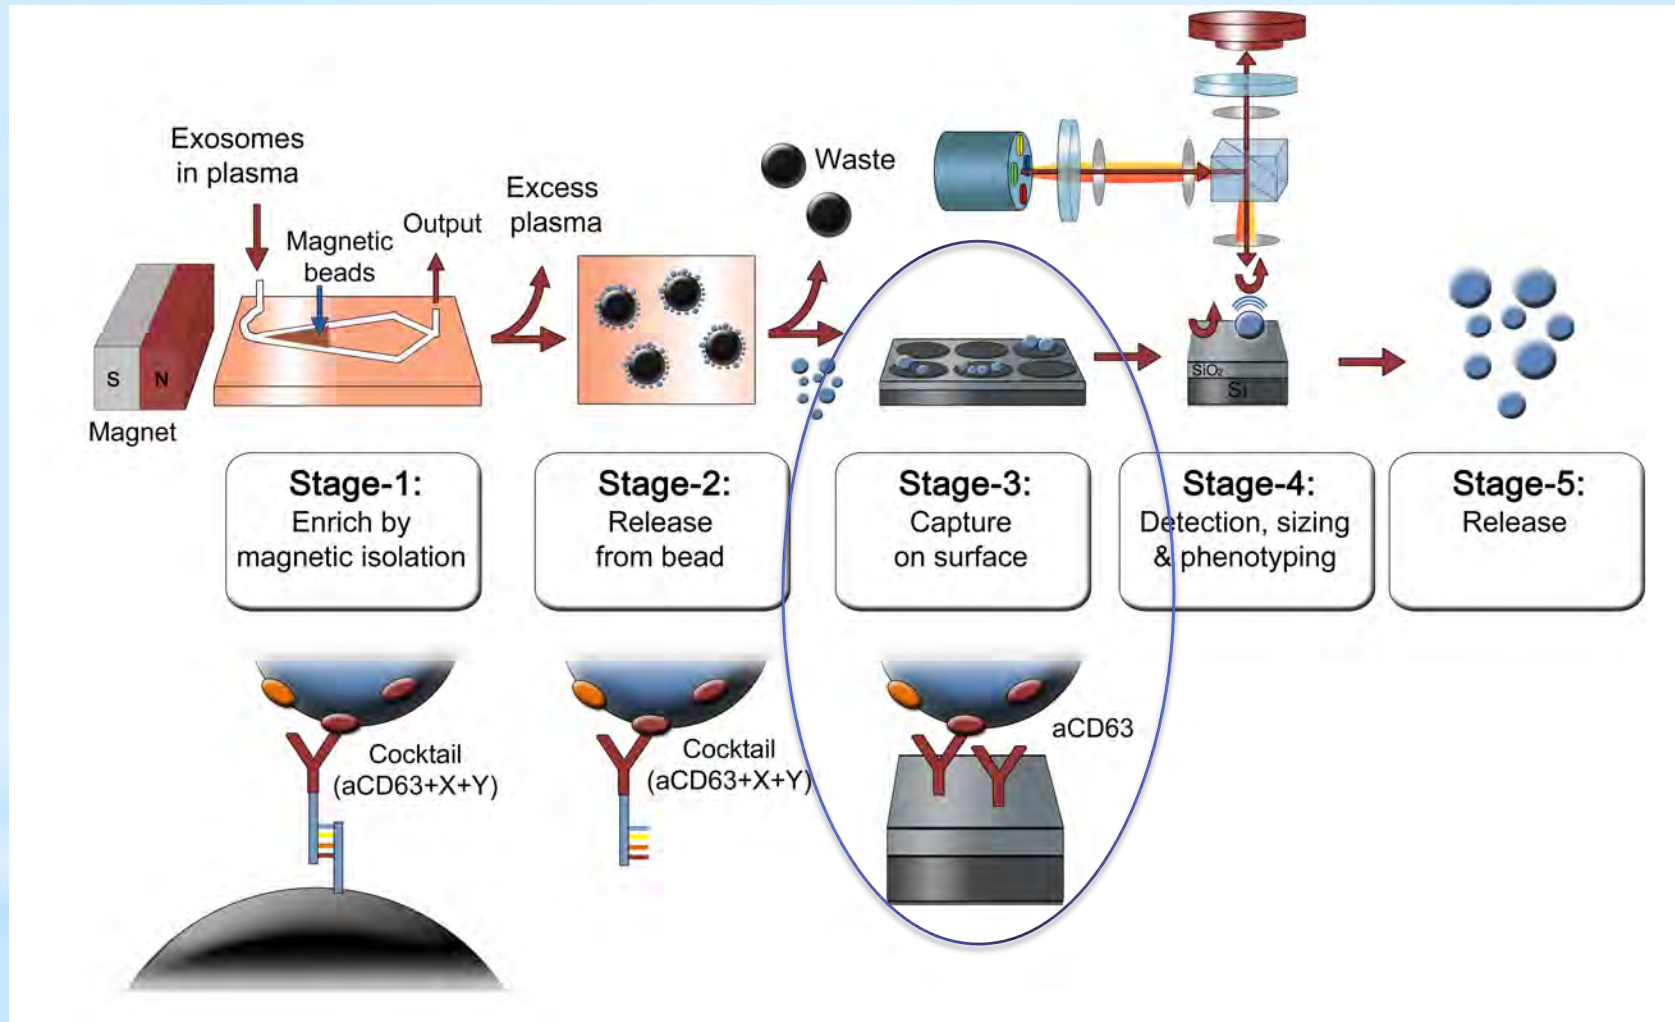 Exosomes
in plasma
Magnetic
beads
Output
Excess
plasma
Waste
S
N
Magnet
SiO₂
Si
Stage-1:
Enrich by
magnetic isolation
Stage-2:
Release
from bead
Stage-3:
Capture
on surface
Stage-4:
Detection, sizing
& phenotyping
Stage-5:
Release
Cocktail
(aCD63+X+Y)
Cocktail
(aCD63+X+Y)
aCD63